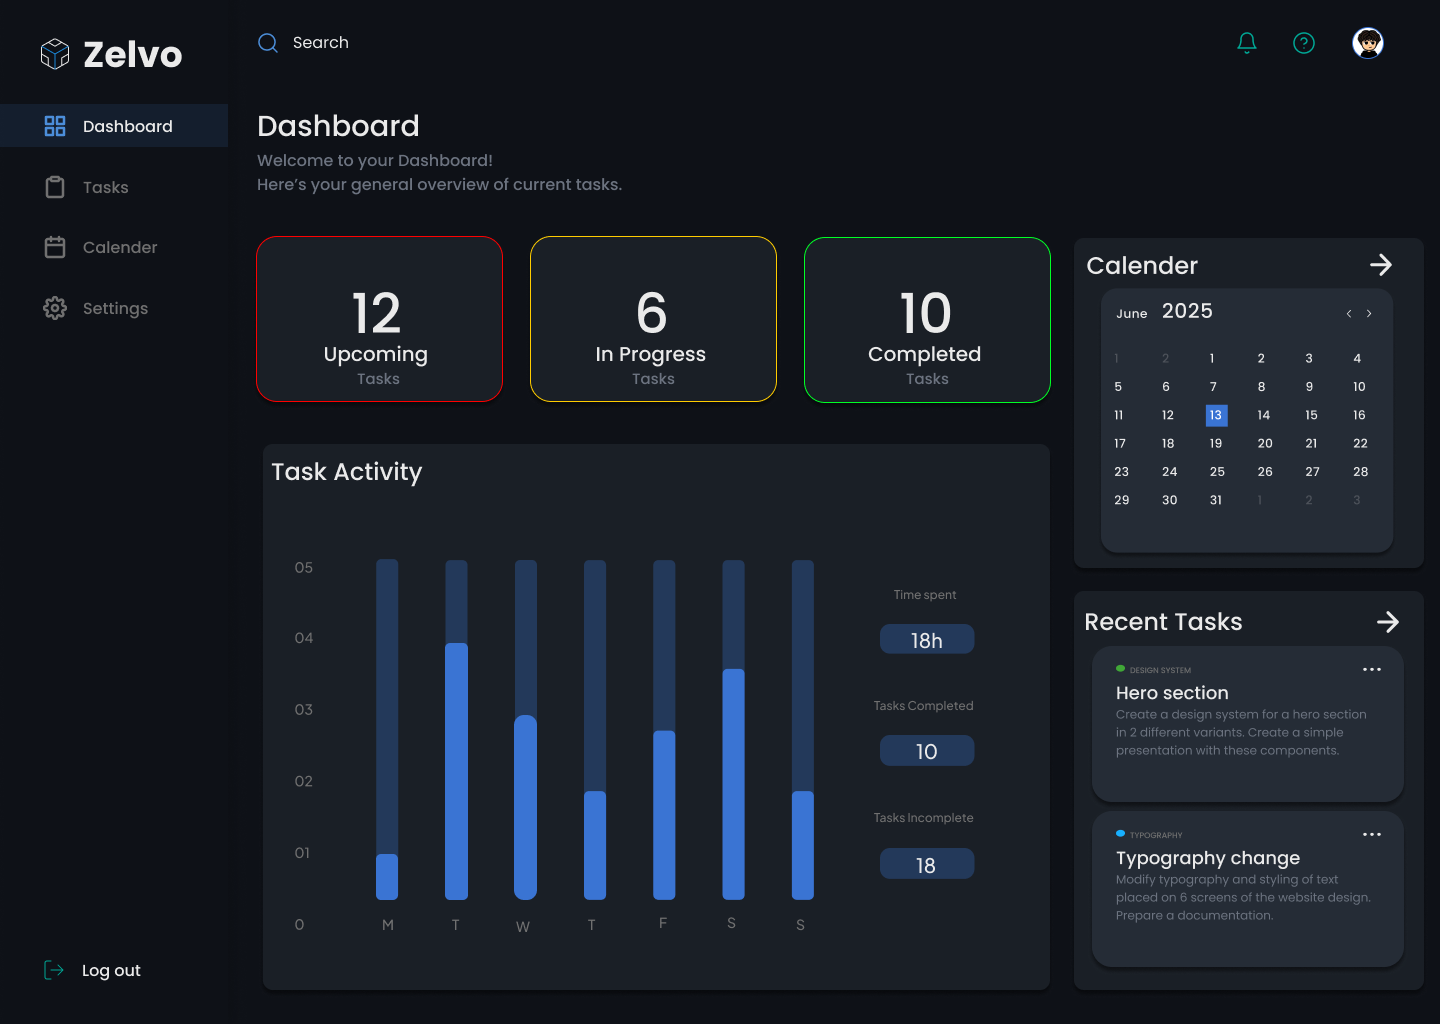 Zelvo
Search
Dashboard
Tasks
Calender
Settings
Log out
Dashboard
Welcome to your Dashboard!
Here’s your general overview of current tasks.
12
Upcoming
Tasks
6
In Progress
Tasks
10
Completed
Tasks
Calender
June 2025
1 2 1 2 3 4
5 6 7 8 9 10
11 12 13 14 15 16
17 18 19 20 21 22
23 24 25 26 27 28
29 30 31 1 2 3
Task Activity
05
04
03
02
01
0
M T W T F S S
Time spent
18h
Tasks Completed
10
Tasks Incomplete
18
Recent Tasks
DESIGN SYSTEM
Hero section
Create a design system for a hero section
in 2 different variants. Create a simple
presentation with these components.
TYPOGRAPHY
Typography change
Modify typography and styling of text
placed on 6 screens of the website design.
Prepare a documentation.